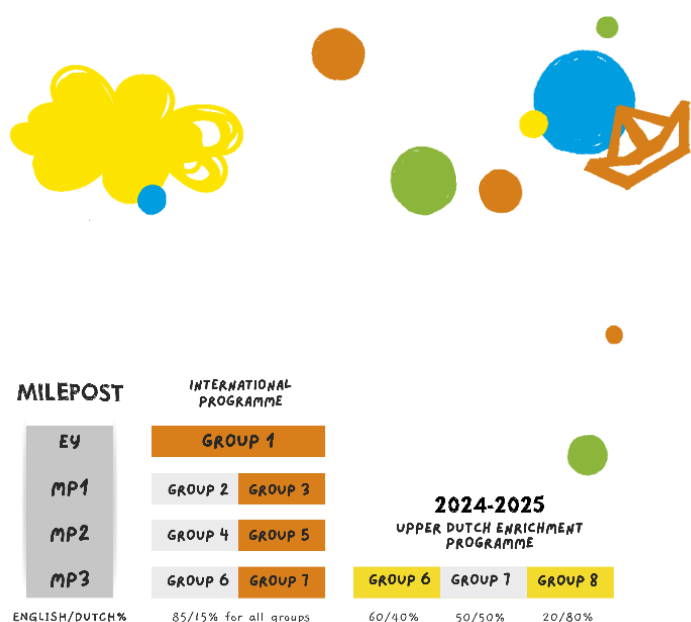 MILEPOST
INTERNATIONAL
PROGRAMME
EY
GROUP 1
MP1
GROUP 2
GROUP 3
MP2
GROUP 4
GROUP 5
MP3
GROUP 6
GROUP 7
2024-2025
UPPER DUTCH ENRICHMENT
PROGRAMME
GROUP 6
GROUP 7
GROUP 8
ENGLISH/DUTCH%
85/15% for all groups
60/40%
50/50%
20/80%